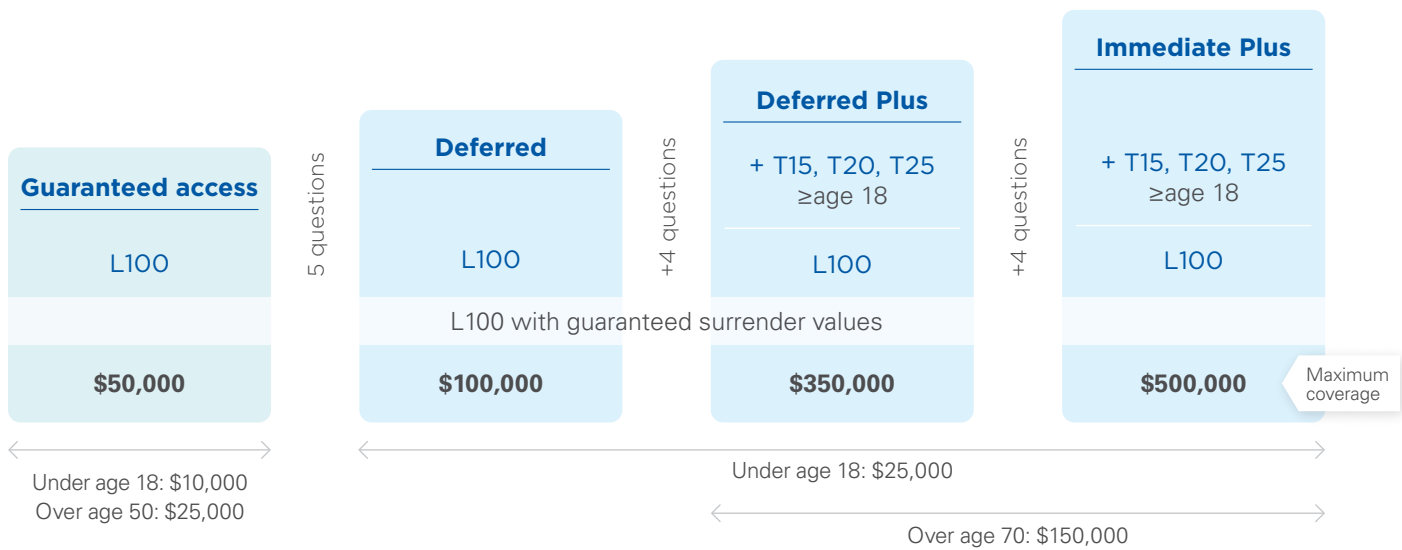 Guaranteed access
L100
$50,000
Under age 18: $10,000
Over age 50: $25,000
5 questions
Deferred
L100
$100,000
+4 questions
Deferred Plus
+ T15, T20, T25
≥age 18
L100
$350,000
+4 questions
Immediate Plus
+ T15, T20, T25
≥age 18
L100
$500,000
L100 with guaranteed surrender values
Maximum
coverage
Under age 18: $25,000
Over age 70: $150,000